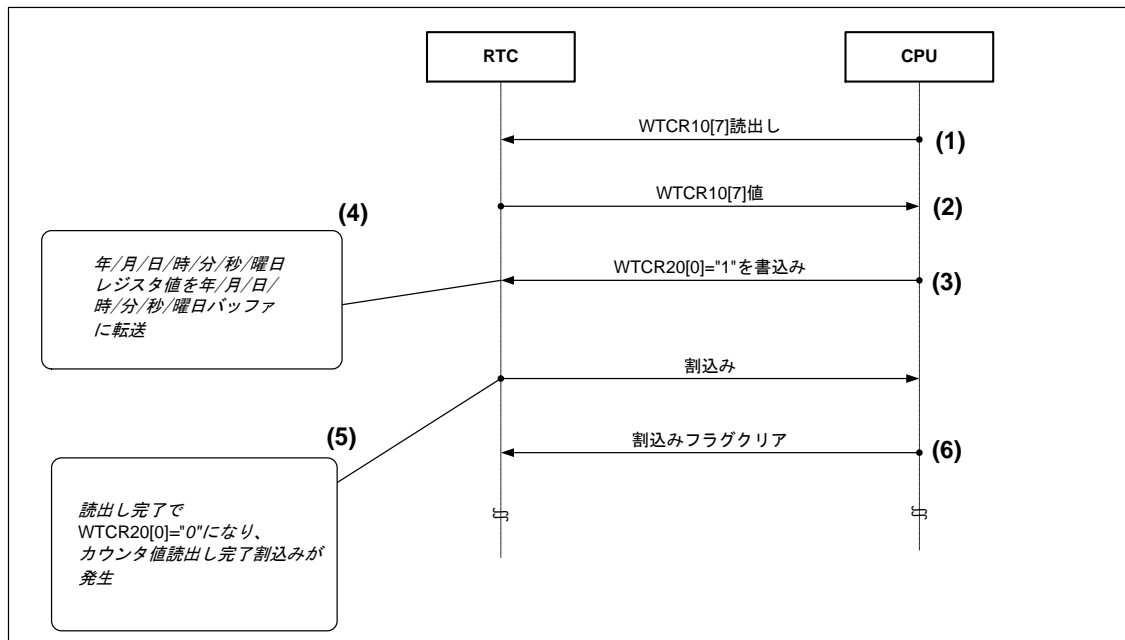 RTC
CPU
WTCR10[7]読出し
(1)
WTCR10[7]値
(2)
(4)
年/月/日/時/分/秒/曜日
レジスタ値を年/月/日/
時/分/秒/曜日バッファ
に転送
WTCR20[0]="1"を書込み
(3)
割込み
(5)
割込みフラグクリア
(6)
読出し完了で
WTCR20[0]="0"になり、
カウンタ値読出し完了割込みが
発生